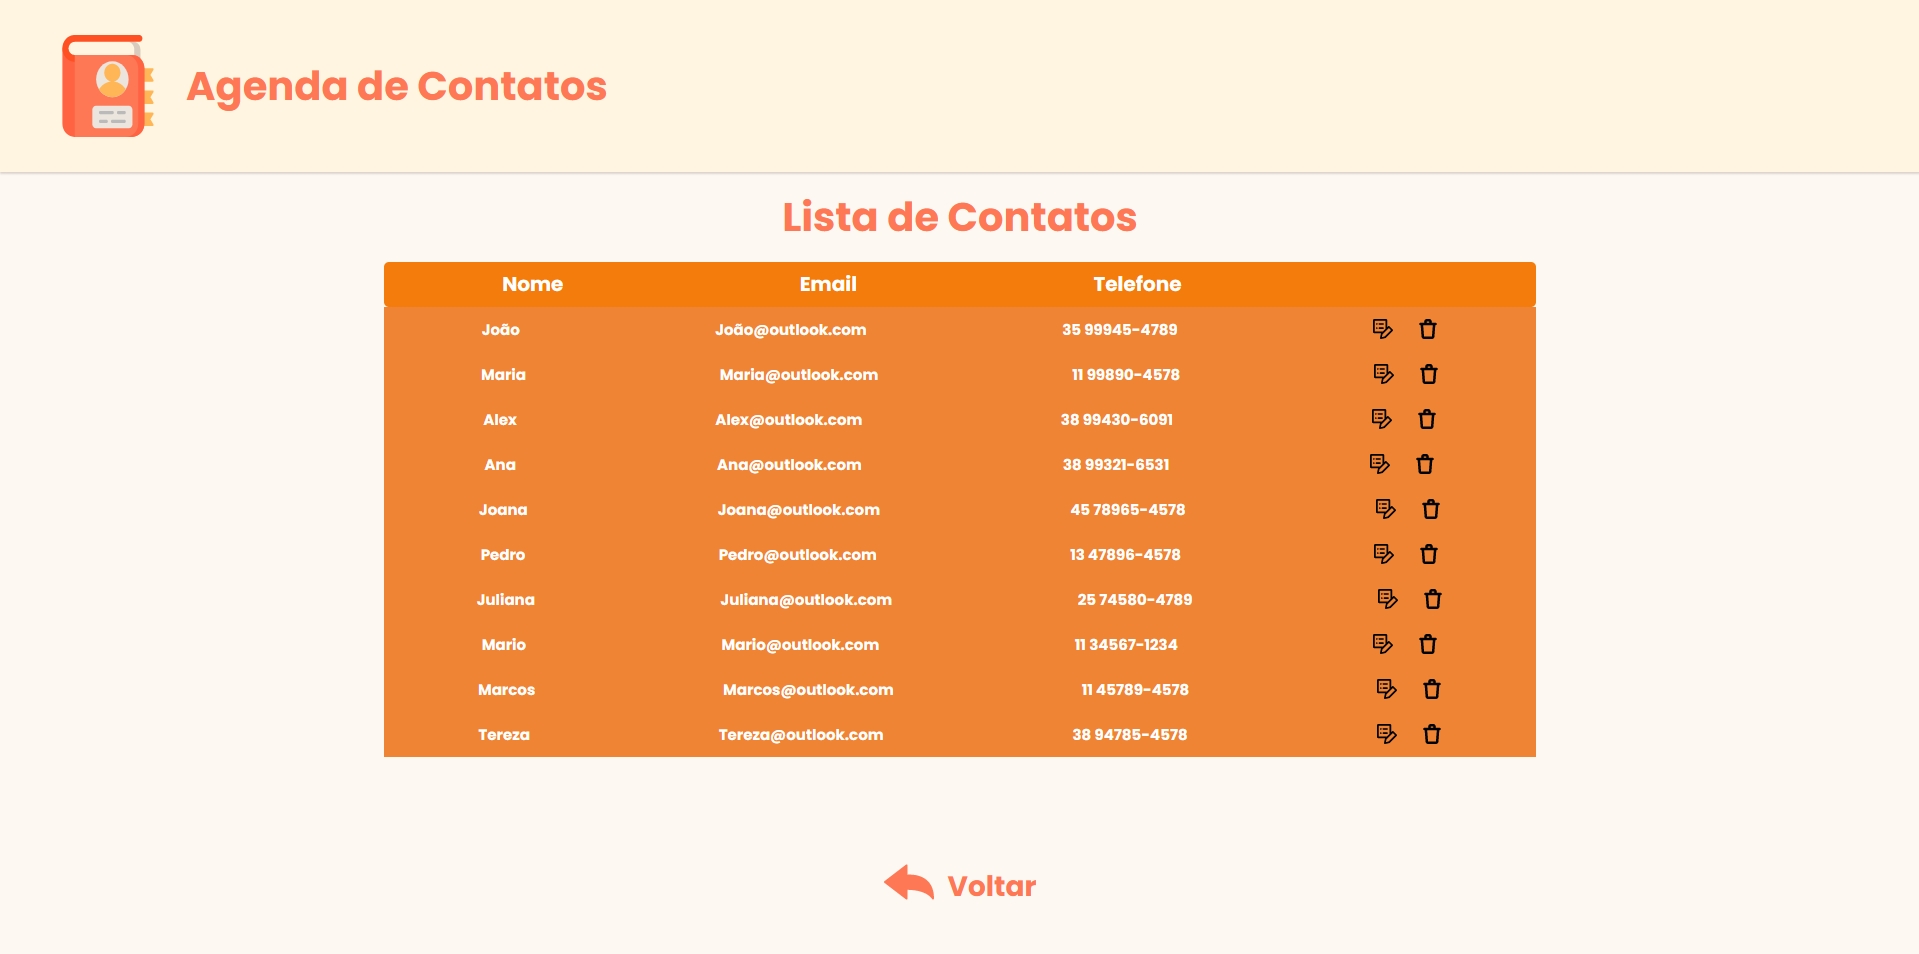 Agenda de Contatos
Lista de Contatos
Nome Email Telefone
João João@outlook.com 35 99945-4789
Maria Maria@outlook.com 11 99890-4578
Alex Alex@outlook.com 38 99430-6091
Ana Ana@outlook.com 38 99321-6531
Joana Joana@outlook.com 45 78965-4578
Pedro Pedro@outlook.com 13 47896-4578
Juliana Juliana@outlook.com 25 74580-4789
Mario Mario@outlook.com 11 34567-1234
Marcos Marcos@outlook.com 11 45789-4578
Tereza Tereza@outlook.com 38 94785-4578
Voltar